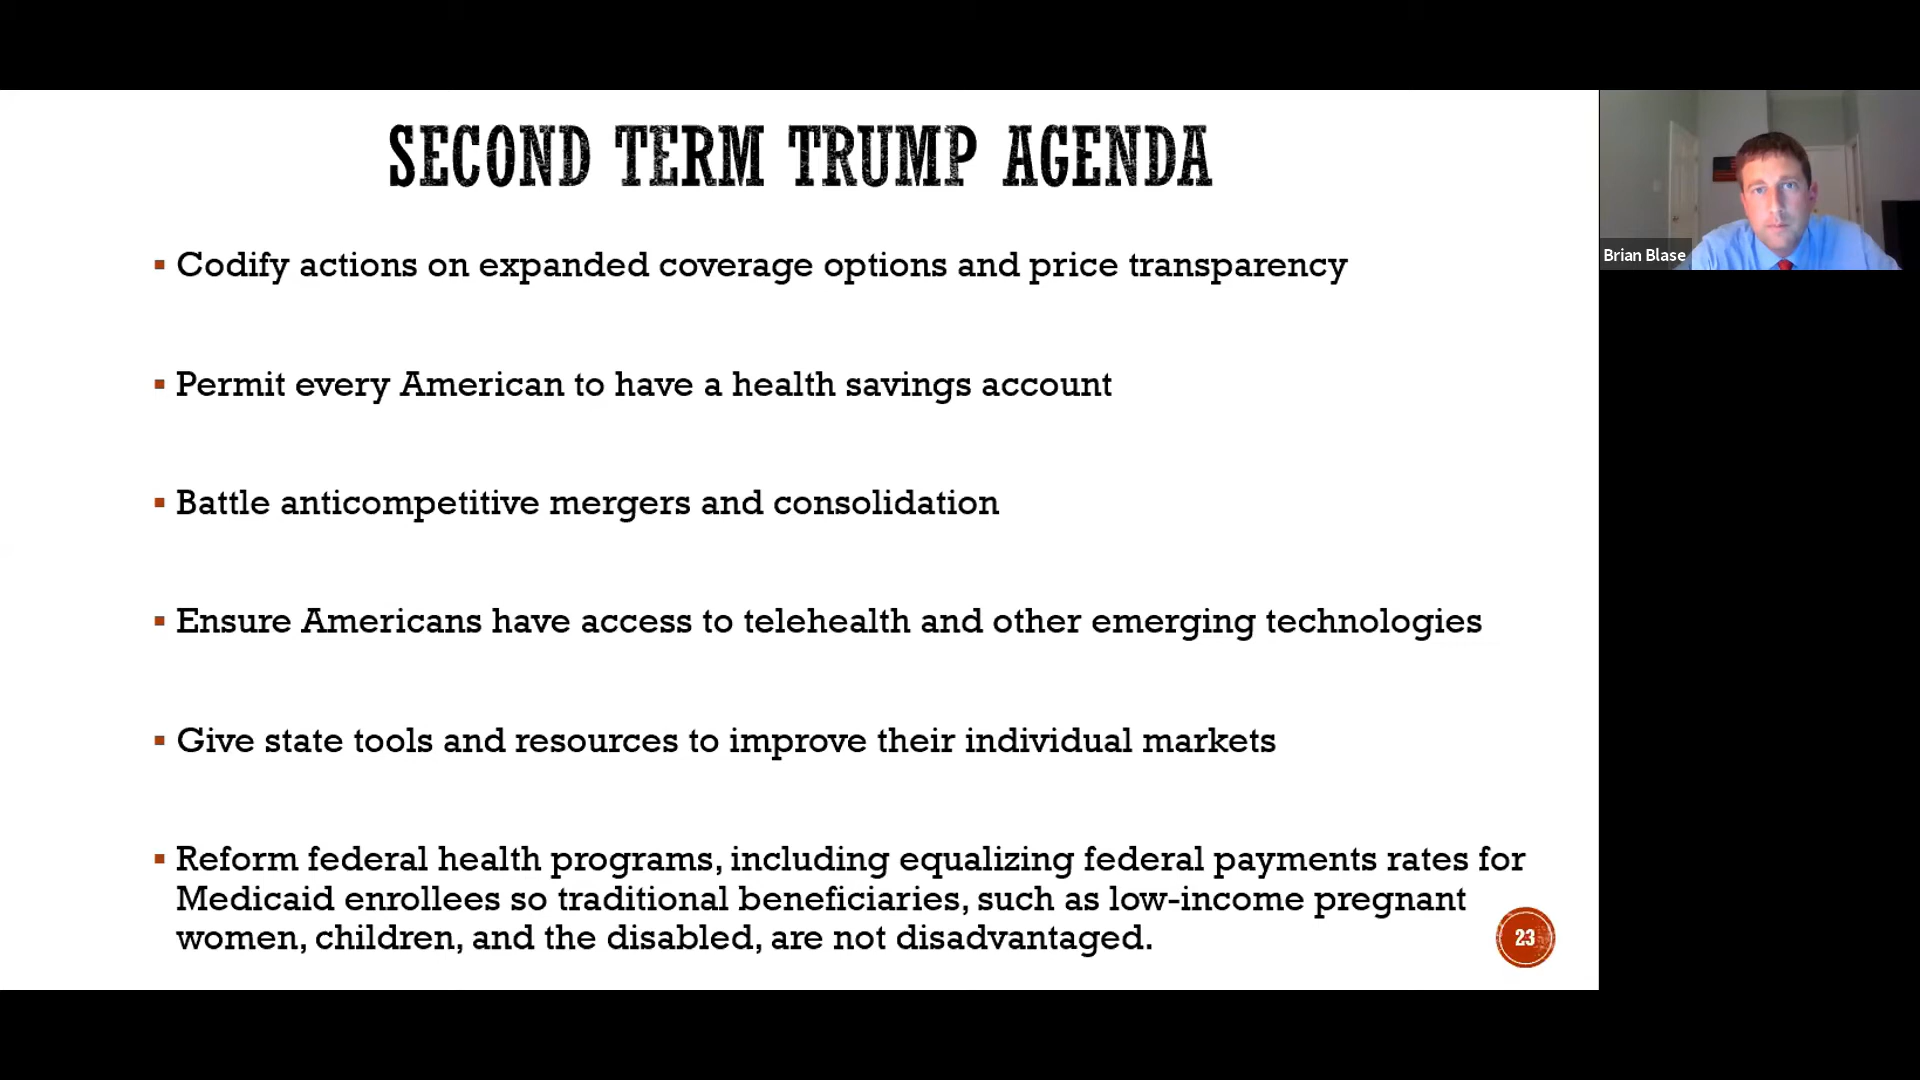 SECOND TERM TRUMP AGENDA
Codify actions on expanded coverage options and price transparency
Permit every American to have a health savings account
Battle anticompetitive mergers and consolidation
Ensure Americans have access to telehealth and other emerging technologies
Give state tools and resources to improve their individual markets
Reform federal health programs, including equalizing federal payments rates for
Medicaid enrollees so traditional beneficiaries, such as low-income pregnant
women, children, and the disabled, are not disadvantaged.
23
Brian Blase